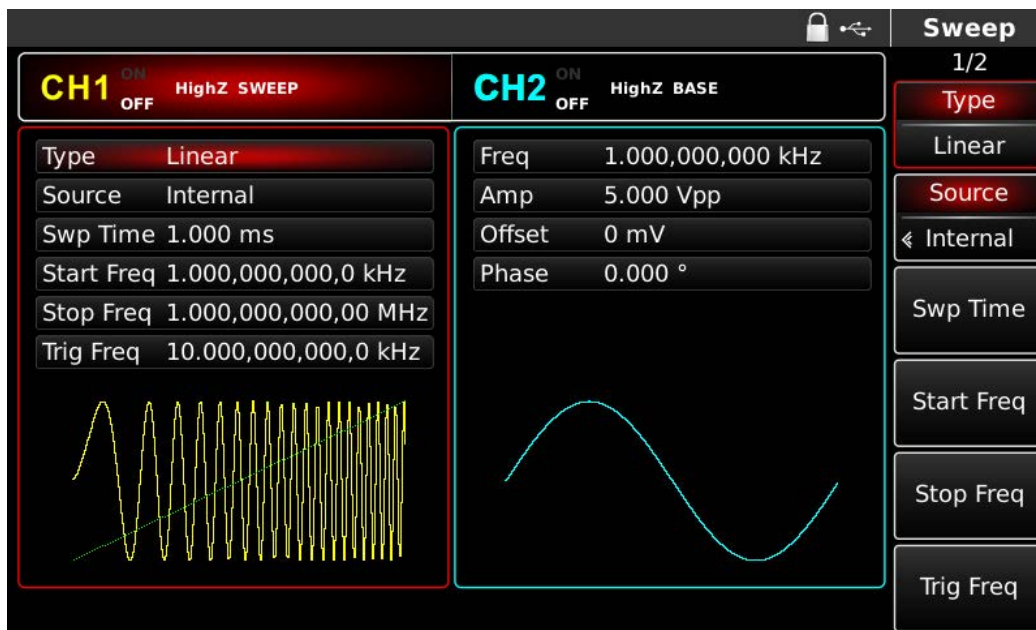 Sweep
1/2
CH1 ON OFF HighZ SWEEP
CH2 ON OFF HighZ BASE
Type Linear
Source Internal
Swp Time 1.000 ms
Start Freq 1.000,000,000,0 kHz
Stop Freq 1.000,000,000,00 MHz
Trig Freq 10.000,000,000,0 kHz
Freq 1.000,000,000 kHz
Amp 5.000 Vpp
Offset 0 mV
Phase 0.000 °
Type
Linear
Source
Internal
Swp Time
Start Freq
Stop Freq
Trig Freq